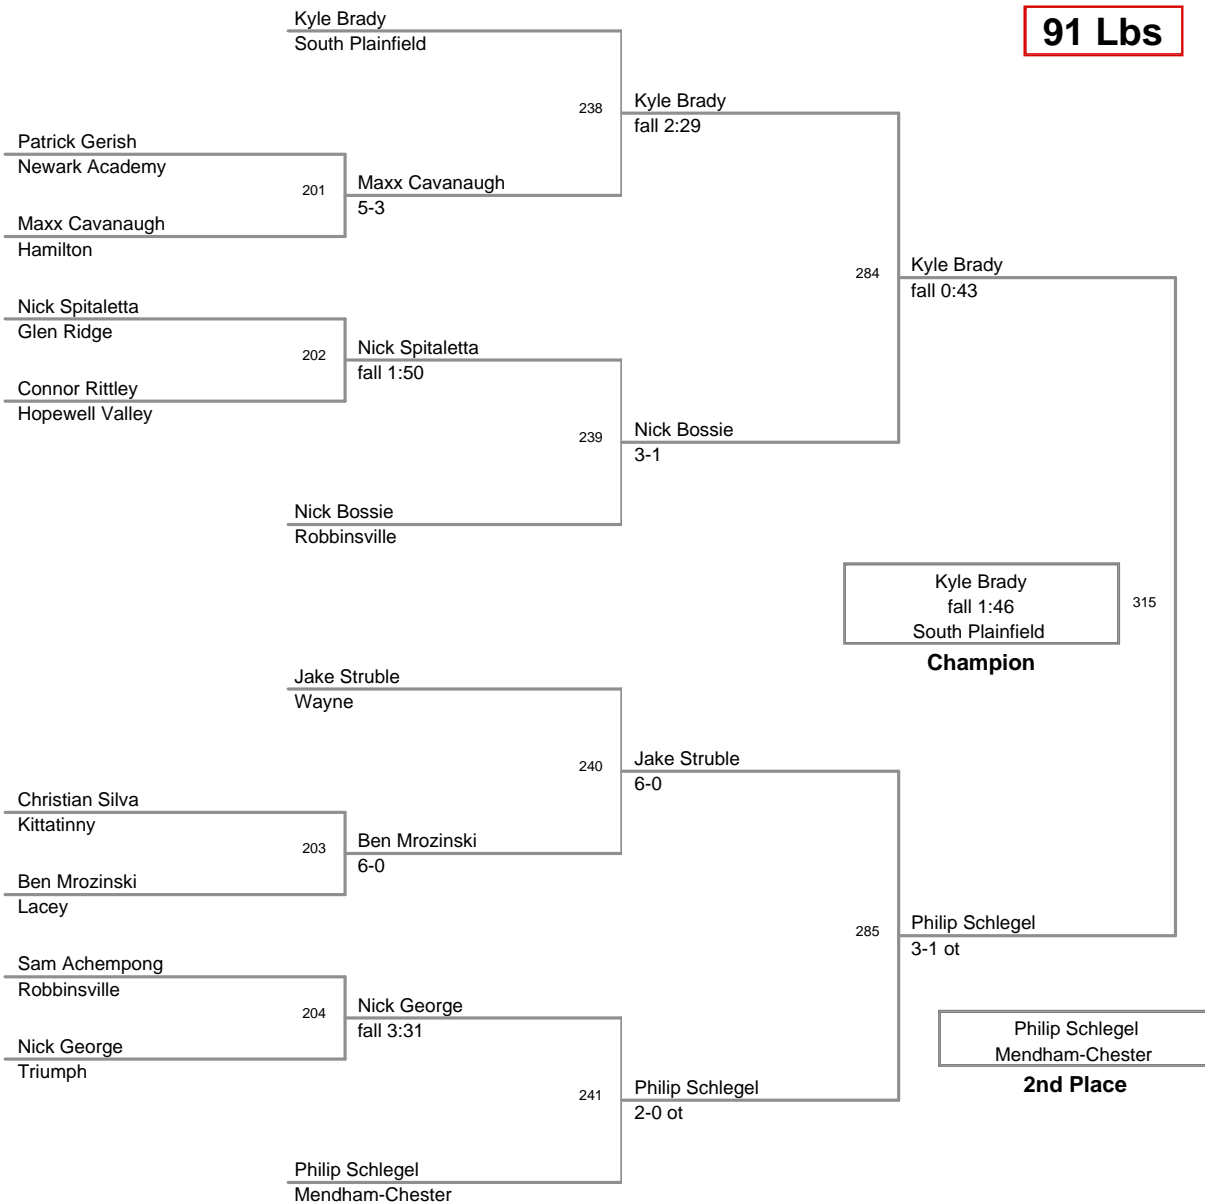 Kyle Brady
South Plainfield
91 Lbs
238
Kyle Brady
fall 2:29
Patrick Gerish
Newark Academy
201
Maxx Cavanaugh
5-3
Maxx Cavanaugh
Hamilton
284
Kyle Brady
fall 0:43
Nick Spitaletta
Glen Ridge
202
Nick Spitaletta
fall 1:50
Connor Rittley
Hopewell Valley
239
Nick Bossie
3-1
Nick Bossie
Robbinsville
Kyle Brady
fall 1:46
South Plainfield
315
Champion
Jake Struble
Wayne
240
Jake Struble
6-0
Christian Silva
Kittatinny
203
Ben Mrozinski
6-0
Ben Mrozinski
Lacey
285
Philip Schlegel
3-1 ot
Sam Achempong
Robbinsville
204
Nick George
fall 3:31
Nick George
Triumph
Philip Schlegel
Mendham-Chester
2nd Place
241
Philip Schlegel
2-0 ot
Philip Schlegel
Mendham-Chester